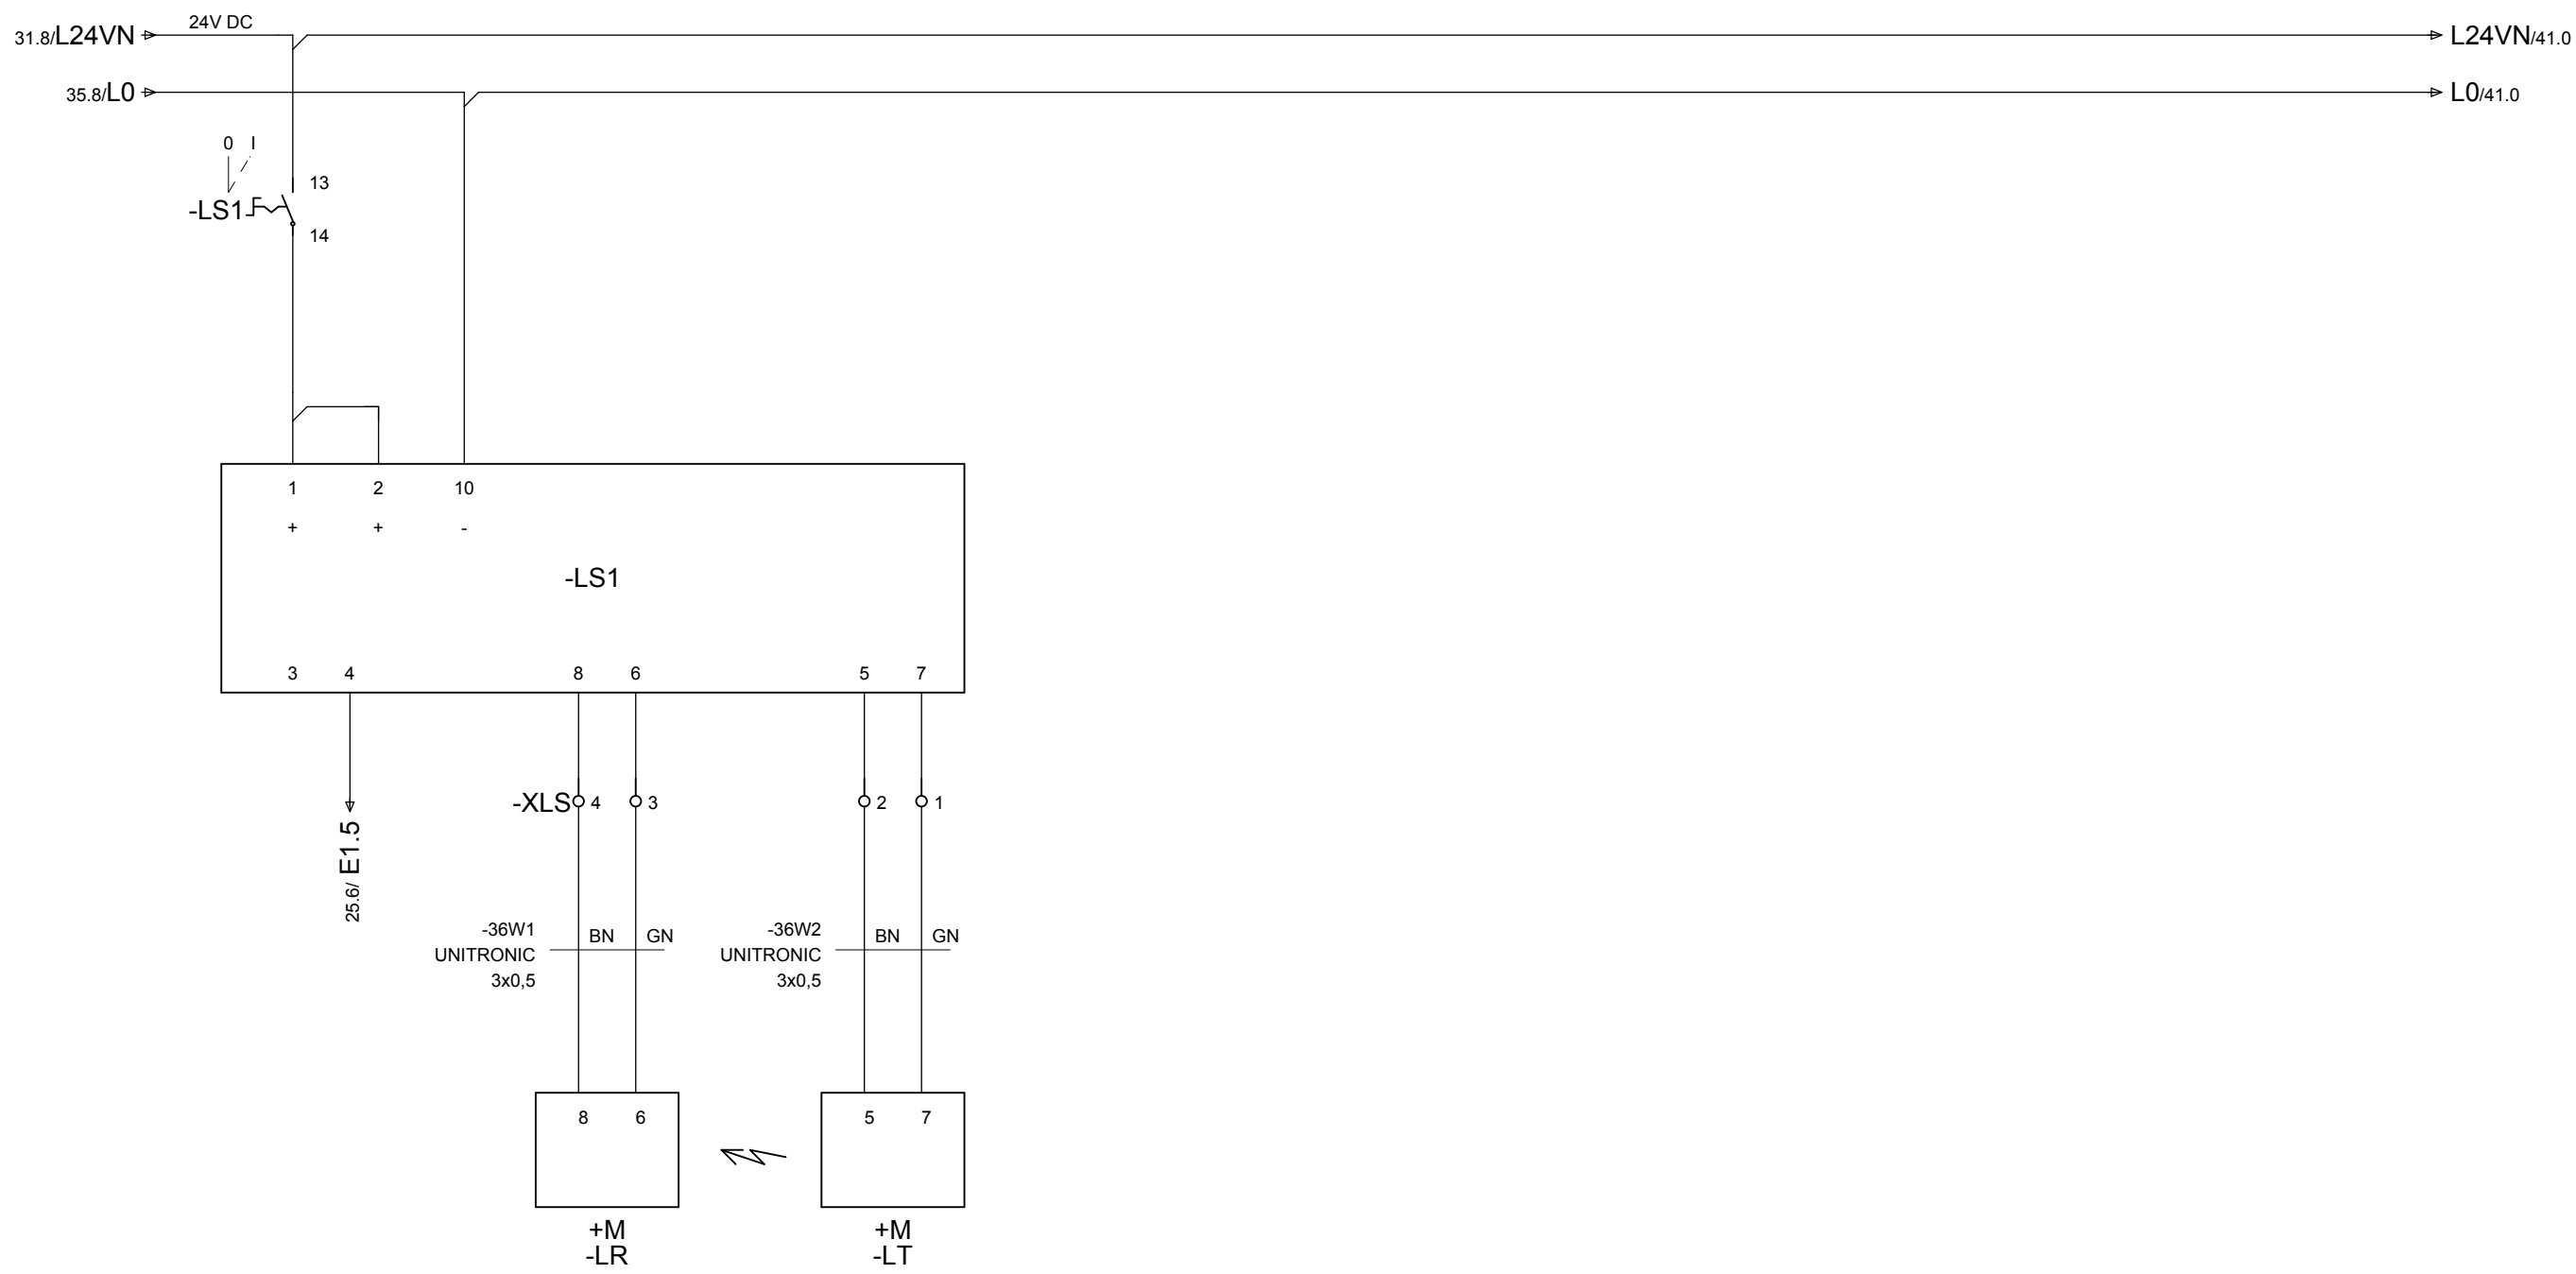 24V DC
31.8/L24VN L24VN/41.0
35.8/L0 L0/41.0
0 I
13
-LS1
14
1 2 10
+ + -
-LS1
3 4 8 6 5 7
-XLS 4 3 2 1
25.6/ E1.5
-36W1 BN GN -36W2 BN GN
UNITRONIC UNITRONIC
3x0,5 3x0,5
8 6 5 7
+M +M
-LR -LT